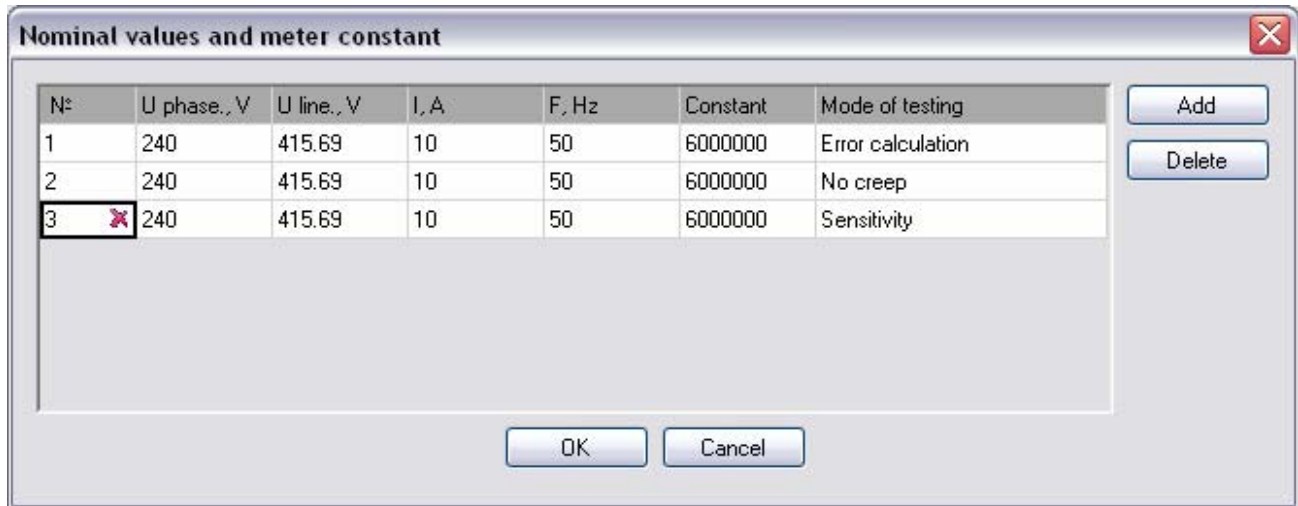 Nominal values and meter constant
№ U phase., V U line., V I, A F, Hz Constant Mode of testing
1 240 415.69 10 50 6000000 Error calculation
2 240 415.69 10 50 6000000 No creep
3 240 415.69 10 50 6000000 Sensitivity
Add
Delete
OK Cancel